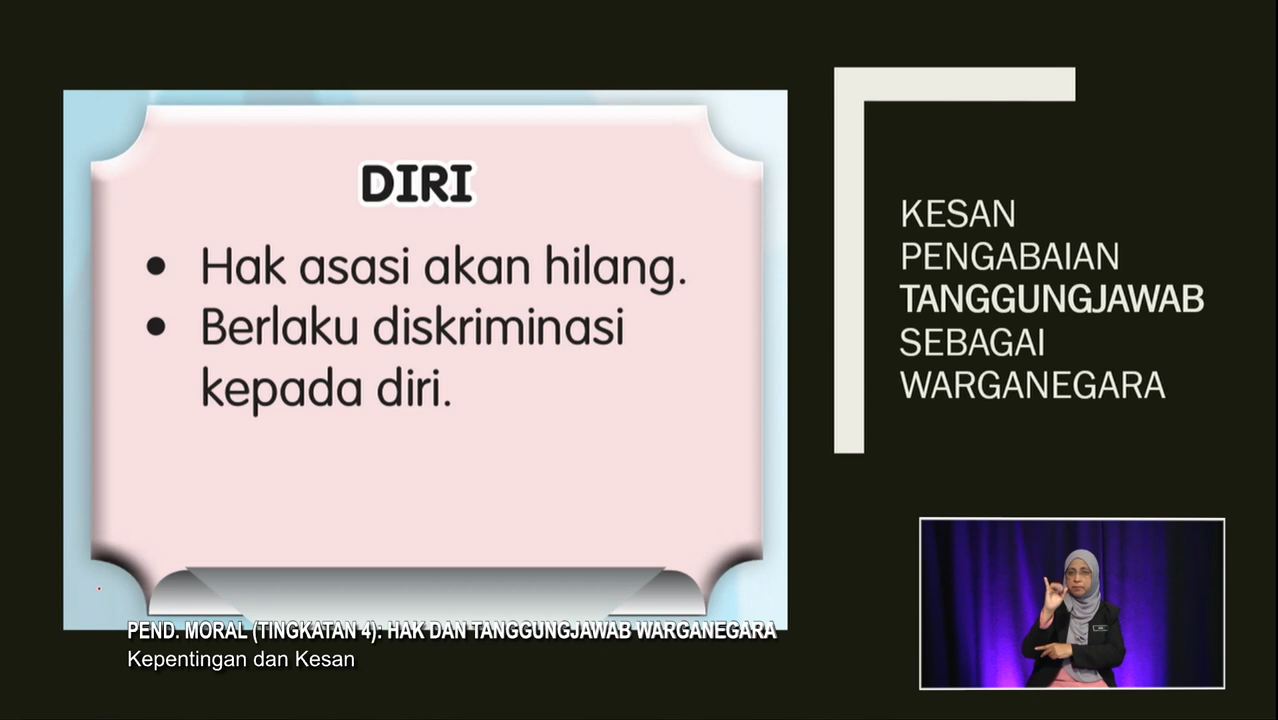 DIRI
• Hak asasi akan hilang.
• Berlaku diskriminasi
kepada diri.
KESAN
PENGABAIAN
TANGGUNGJAWAB
SEBAGAI
WARGANEGARA
PEND. MORAL (TINGKATAN 4): HAK DAN TANGGUNGJAWAB WARGANEGARA
Kepentingan dan Kesan